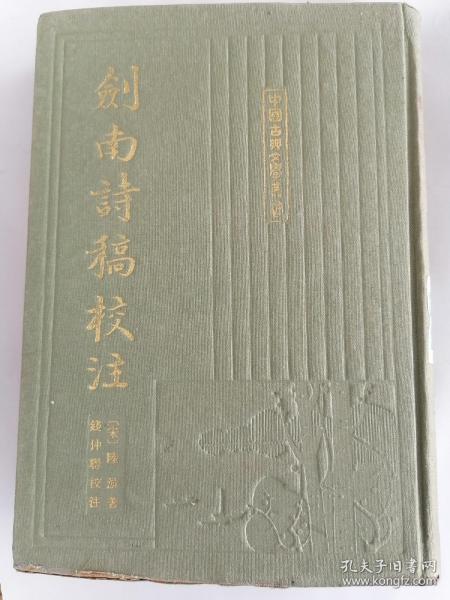 劍南詩稿校注
中國古典文學叢書
〔宋〕陸游著
錢仲聯校注
孔夫子旧书网
www.kongfz.com